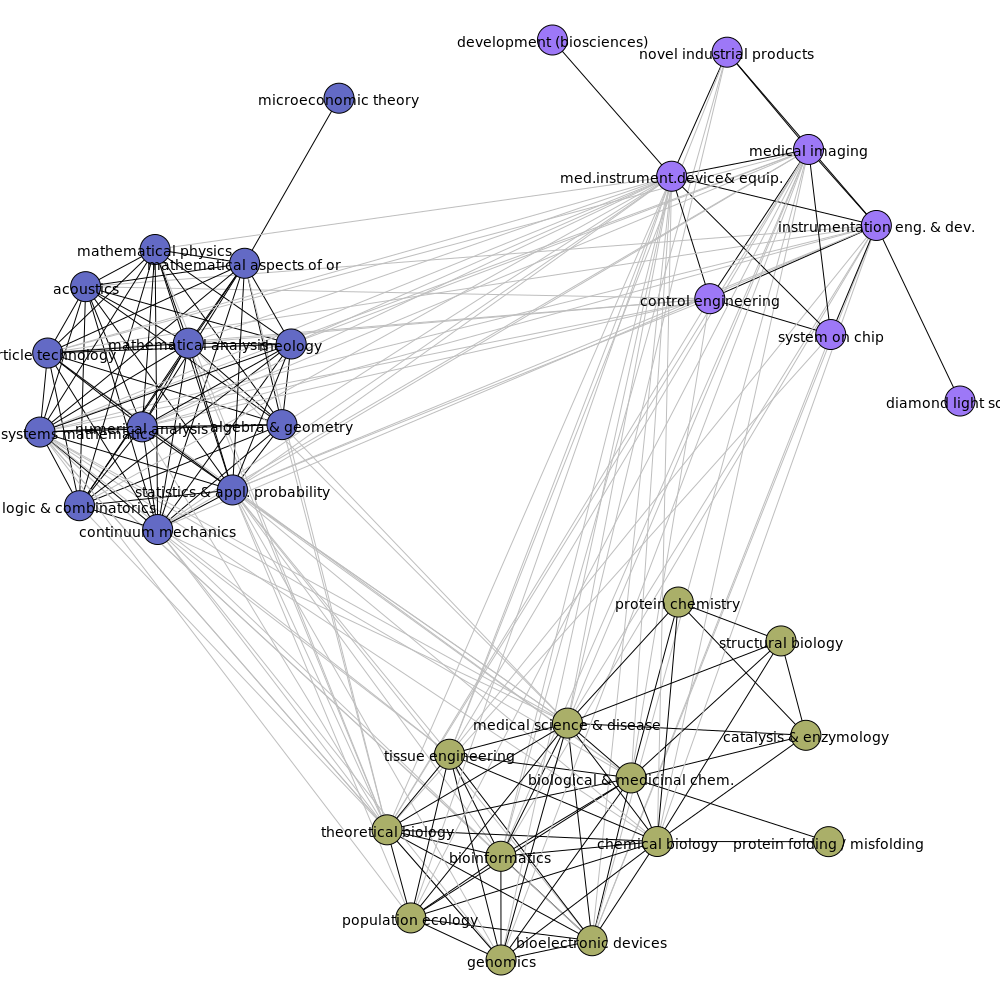 development (biosciences)
novel industrial products
microeconomic theory
medical imaging
med.instrument.device& equip.
instrumentation eng. & dev.
mathematical physics
mathematical aspects of or
acoustics
control engineering
system on chip
mathematical analysis
rheology
rticle technology
diamond light so
systems mathematics
numerical analysis
algebra & geometry
statistics & appl. probability
logic & combinatorics
continuum mechanics
protein chemistry
structural biology
medical science & disease
catalysis & enzymology
tissue engineering
biological & medicinal chem.
theoretical biology
chemical biology
protein folding / misfolding
bioinformatics
population ecology
bioelectronic devices
genomics